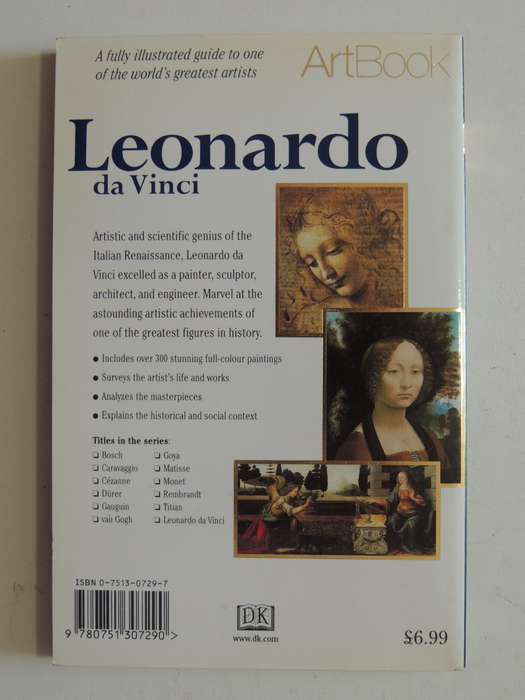 A fully illustrated guide to one
of the world's greatest artists
ArtBook
Leonardo
da Vinci
Artistic and scientific genius of the
Italian Renaissance, Leonardo da
Vinci excelled as a painter, sculptor,
architect, and engineer. Marvel at the
astounding artistic achievements of
one of the greatest figures in history.
● Includes over 300 stunning full-colour paintings
● Surveys the artist's life and works
● Analyzes the masterpieces
● Explains the historical and social context
Titles in the series:
❏ Bosch
❏ Caravaggio
❏ Cézanne
❏ Dürer
❏ Gauguin
❏ van Gogh
❏ Goya
❏ Matisse
❏ Monet
❏ Rembrandt
❏ Titian
❏ Leonardo da Vinci
ISBN 0-7513-0729-7
9 780751 307290 >
DK
www.dk.com
£6.99